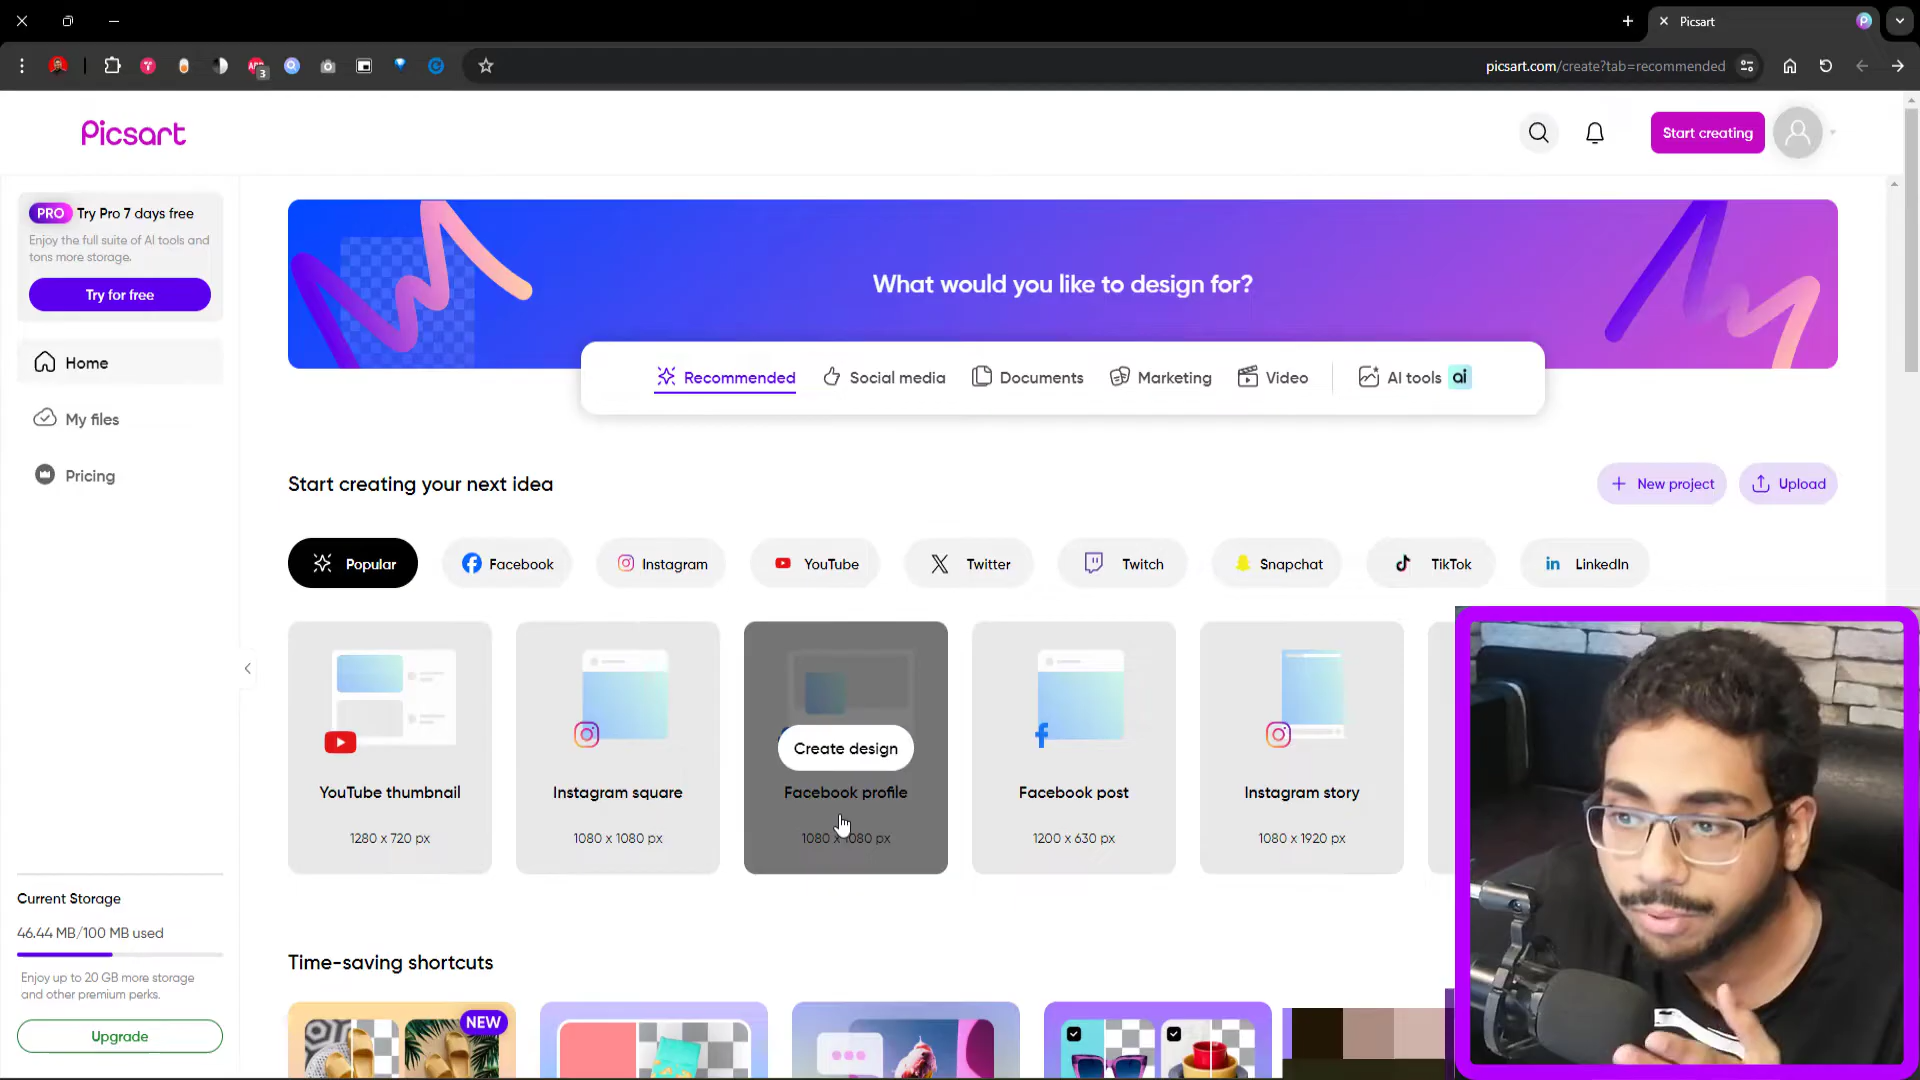 Picsart
picsart.com/create?tab=recommended
3
Picsart
Start creating
PRO Try Pro 7 days free
Enjoy the full suite of AI tools and
tons more storage.
Try for free
Home
My files
Pricing
What would you like to design for?
Recommended
Social media
Documents
Marketing
Video
AI tools ai
Start creating your next idea
New project
Upload
Popular
Facebook
Instagram
YouTube
Twitter
Twitch
Snapchat
TikTok
LinkedIn
YouTube thumbnail
1280 x 720 px
Instagram square
1080 x 1080 px
Create design
Facebook profile
1080 x 1080 px
Facebook post
1200 x 630 px
Instagram story
1080 x 1920 px
Current Storage
46.44 MB/100 MB used
Enjoy up to 20 GB more storage
and other premium perks.
Upgrade
Time-saving shortcuts
NEW